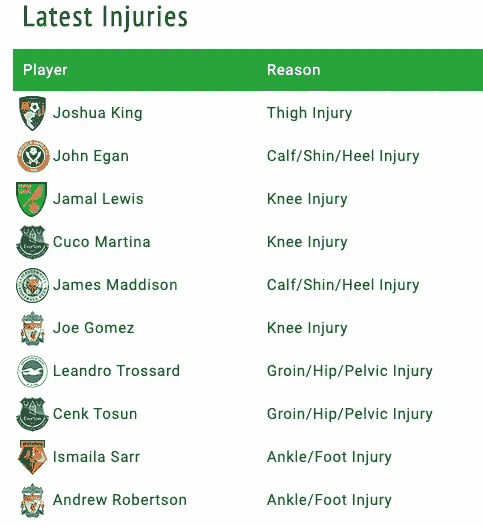 Latest Injuries
Player Reason
Joshua King Thigh Injury
John Egan Calf/Shin/Heel Injury
Jamal Lewis Knee Injury
Cuco Martina Knee Injury
James Maddison Calf/Shin/Heel Injury
Joe Gomez Knee Injury
Leandro Trossard Groin/Hip/Pelvic Injury
Cenk Tosun Groin/Hip/Pelvic Injury
Ismaila Sarr Ankle/Foot Injury
Andrew Robertson Ankle/Foot Injury